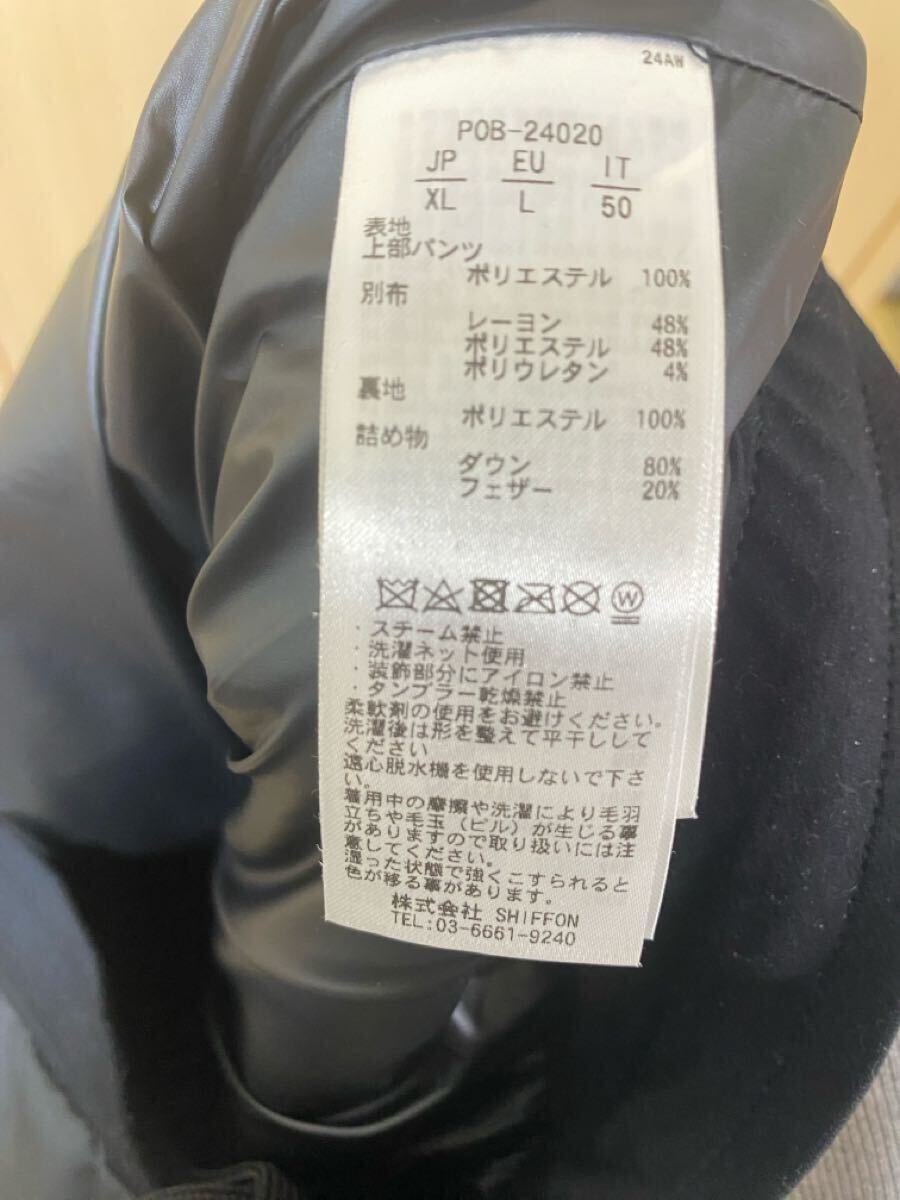 24AW
POB-24020
JP EU IT
XL L 50
表地
上部パンツ
ポリエステル 100%
別布
レーヨン 48%
ポリエステル 48%
ポリウレタン 4%
裏地
ポリエステル 100%
詰め物
ダウン 80%
フェザー 20%
W
・スチーム禁止
・洗濯ネット使用
・装飾部分にアイロン禁止
・タンブラー乾燥禁止
柔軟剤の使用をお避けください。
洗濯後は形を整えて平干しして
ください
遠心脱水機を使用しないで下さ
い。
着用中の摩擦や洗濯により毛羽
立ちや毛玉（ピル）が生じる事
がありますので取り扱いには注
意してください。
湿った状態で強くこすられると
色が移る事があります。
株式会社 SHIFFON
TEL:03-6661-9240